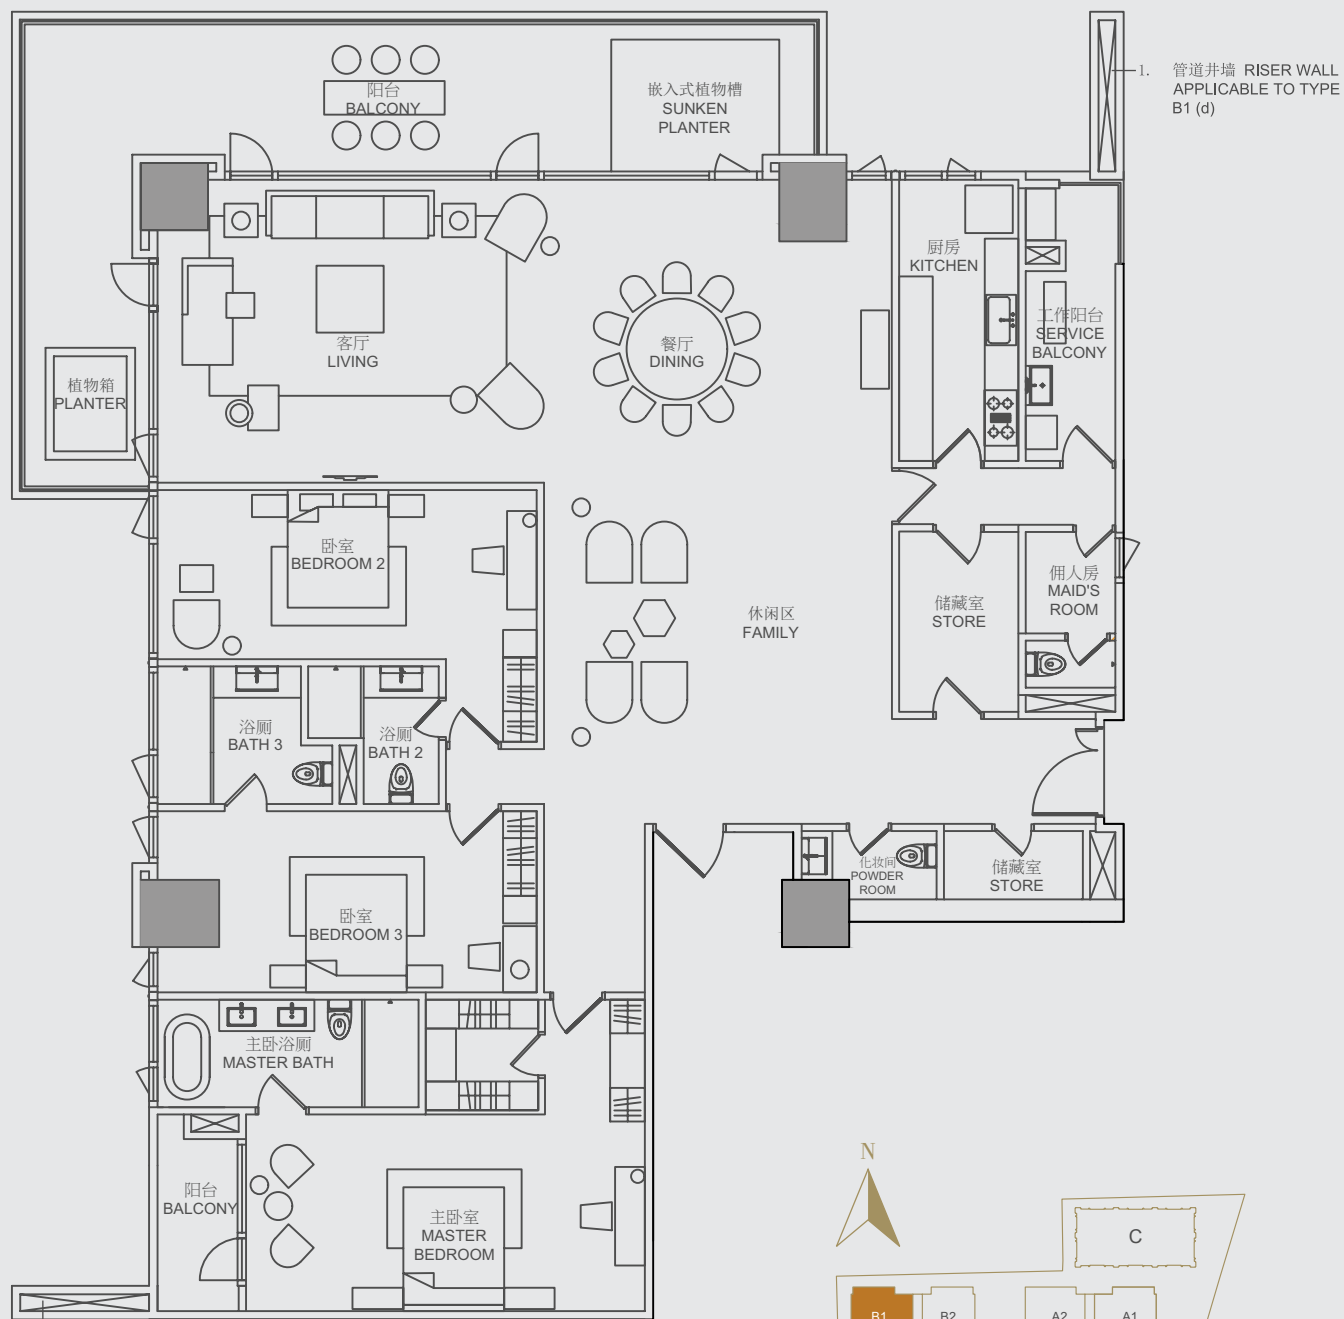 阳台
BALCONY
嵌入式植物槽
SUNKEN
PLANTER
1. 管道井墙 RISER WALL
APPLICABLE TO TYPE
B1 (d)
厨房
KITCHEN
工作阳台
SERVICE
BALCONY
客厅
LIVING
餐厅
DINING
植物箱
PLANTER
卧室
BEDROOM 2
佣人房
MAID'S
ROOM
储藏室
STORE
休闲区
FAMILY
浴厕
BATH 3
浴厕
BATH 2
化妆间
POWDER
ROOM
储藏室
STORE
卧室
BEDROOM 3
主卧浴厕
MASTER BATH
阳台
BALCONY
主卧室
MASTER
BEDROOM
N
C
B1
B2
A2
A1